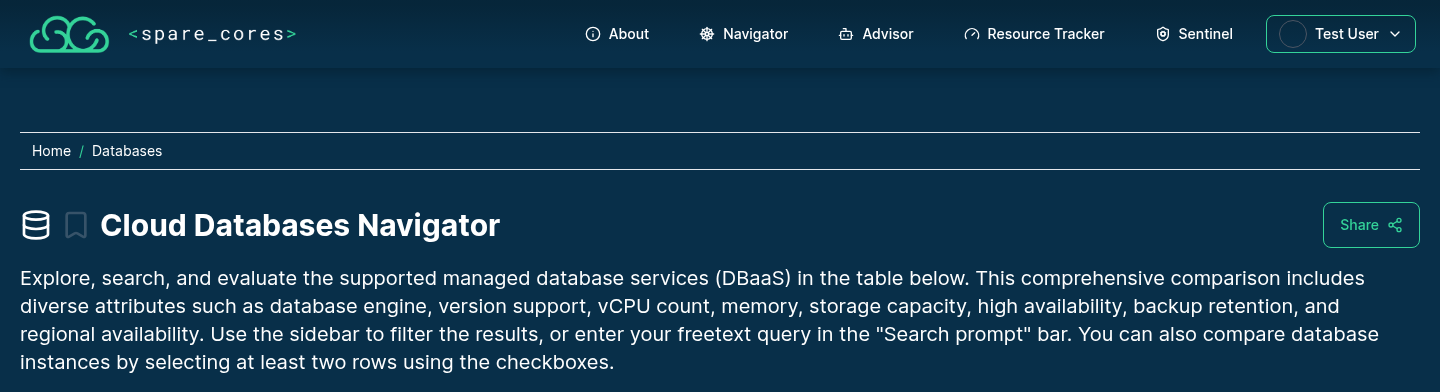 <spare_cores>
About
Navigator
Advisor
Resource Tracker
Sentinel
Test User
Home / Databases
Cloud Databases Navigator
Share
Explore, search, and evaluate the supported managed database services (DBaaS) in the table below. This comprehensive comparison includes
diverse attributes such as database engine, version support, vCPU count, memory, storage capacity, high availability, backup retention, and
regional availability. Use the sidebar to filter the results, or enter your freetext query in the "Search prompt" bar. You can also compare database
instances by selecting at least two rows using the checkboxes.